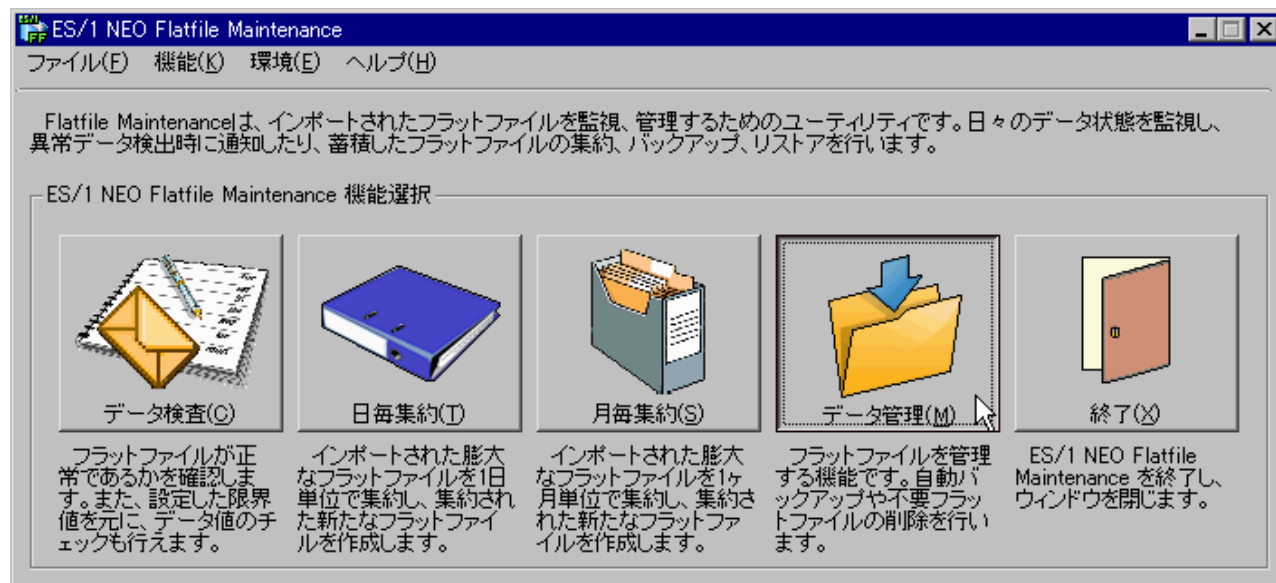 ES/1 NEO Flatfile Maintenance
ファイル(F) 機能(K) 環境(E) ヘルプ(H)
Flatfile Maintenanceは、インポートされたフラットファイルを監視、管理するためのユーティリティです。日々のデータ状態を監視し、
異常データ検出時に通知したり、蓄積したフラットファイルの集約、バックアップ、リストアを行います。
ES/1 NEO Flatfile Maintenance 機能選択
データ検査(C)
フラットファイルが正
常であるかを確認しま
す。また、設定した限界
値を元に、データ値のチ
ェックも行えます。
日毎集約(T)
インポートされた膨大
なフラットファイルを1日
単位で集約し、集約され
た新たなフラットファイ
ルを作成します。
月毎集約(S)
インポートされた膨大
なフラットファイルを1ヶ
月単位で集約し、集約さ
れた新たなフラットファ
イルを作成します。
データ管理(M)
フラットファイルを管理
する機能です。自動バ
ックアップや不要フラッ
トファイルの削除を行い
ます。
終了(X)
ES/1 NEO Flatfile
Maintenance を終了し、
ウィンドウを閉じます。